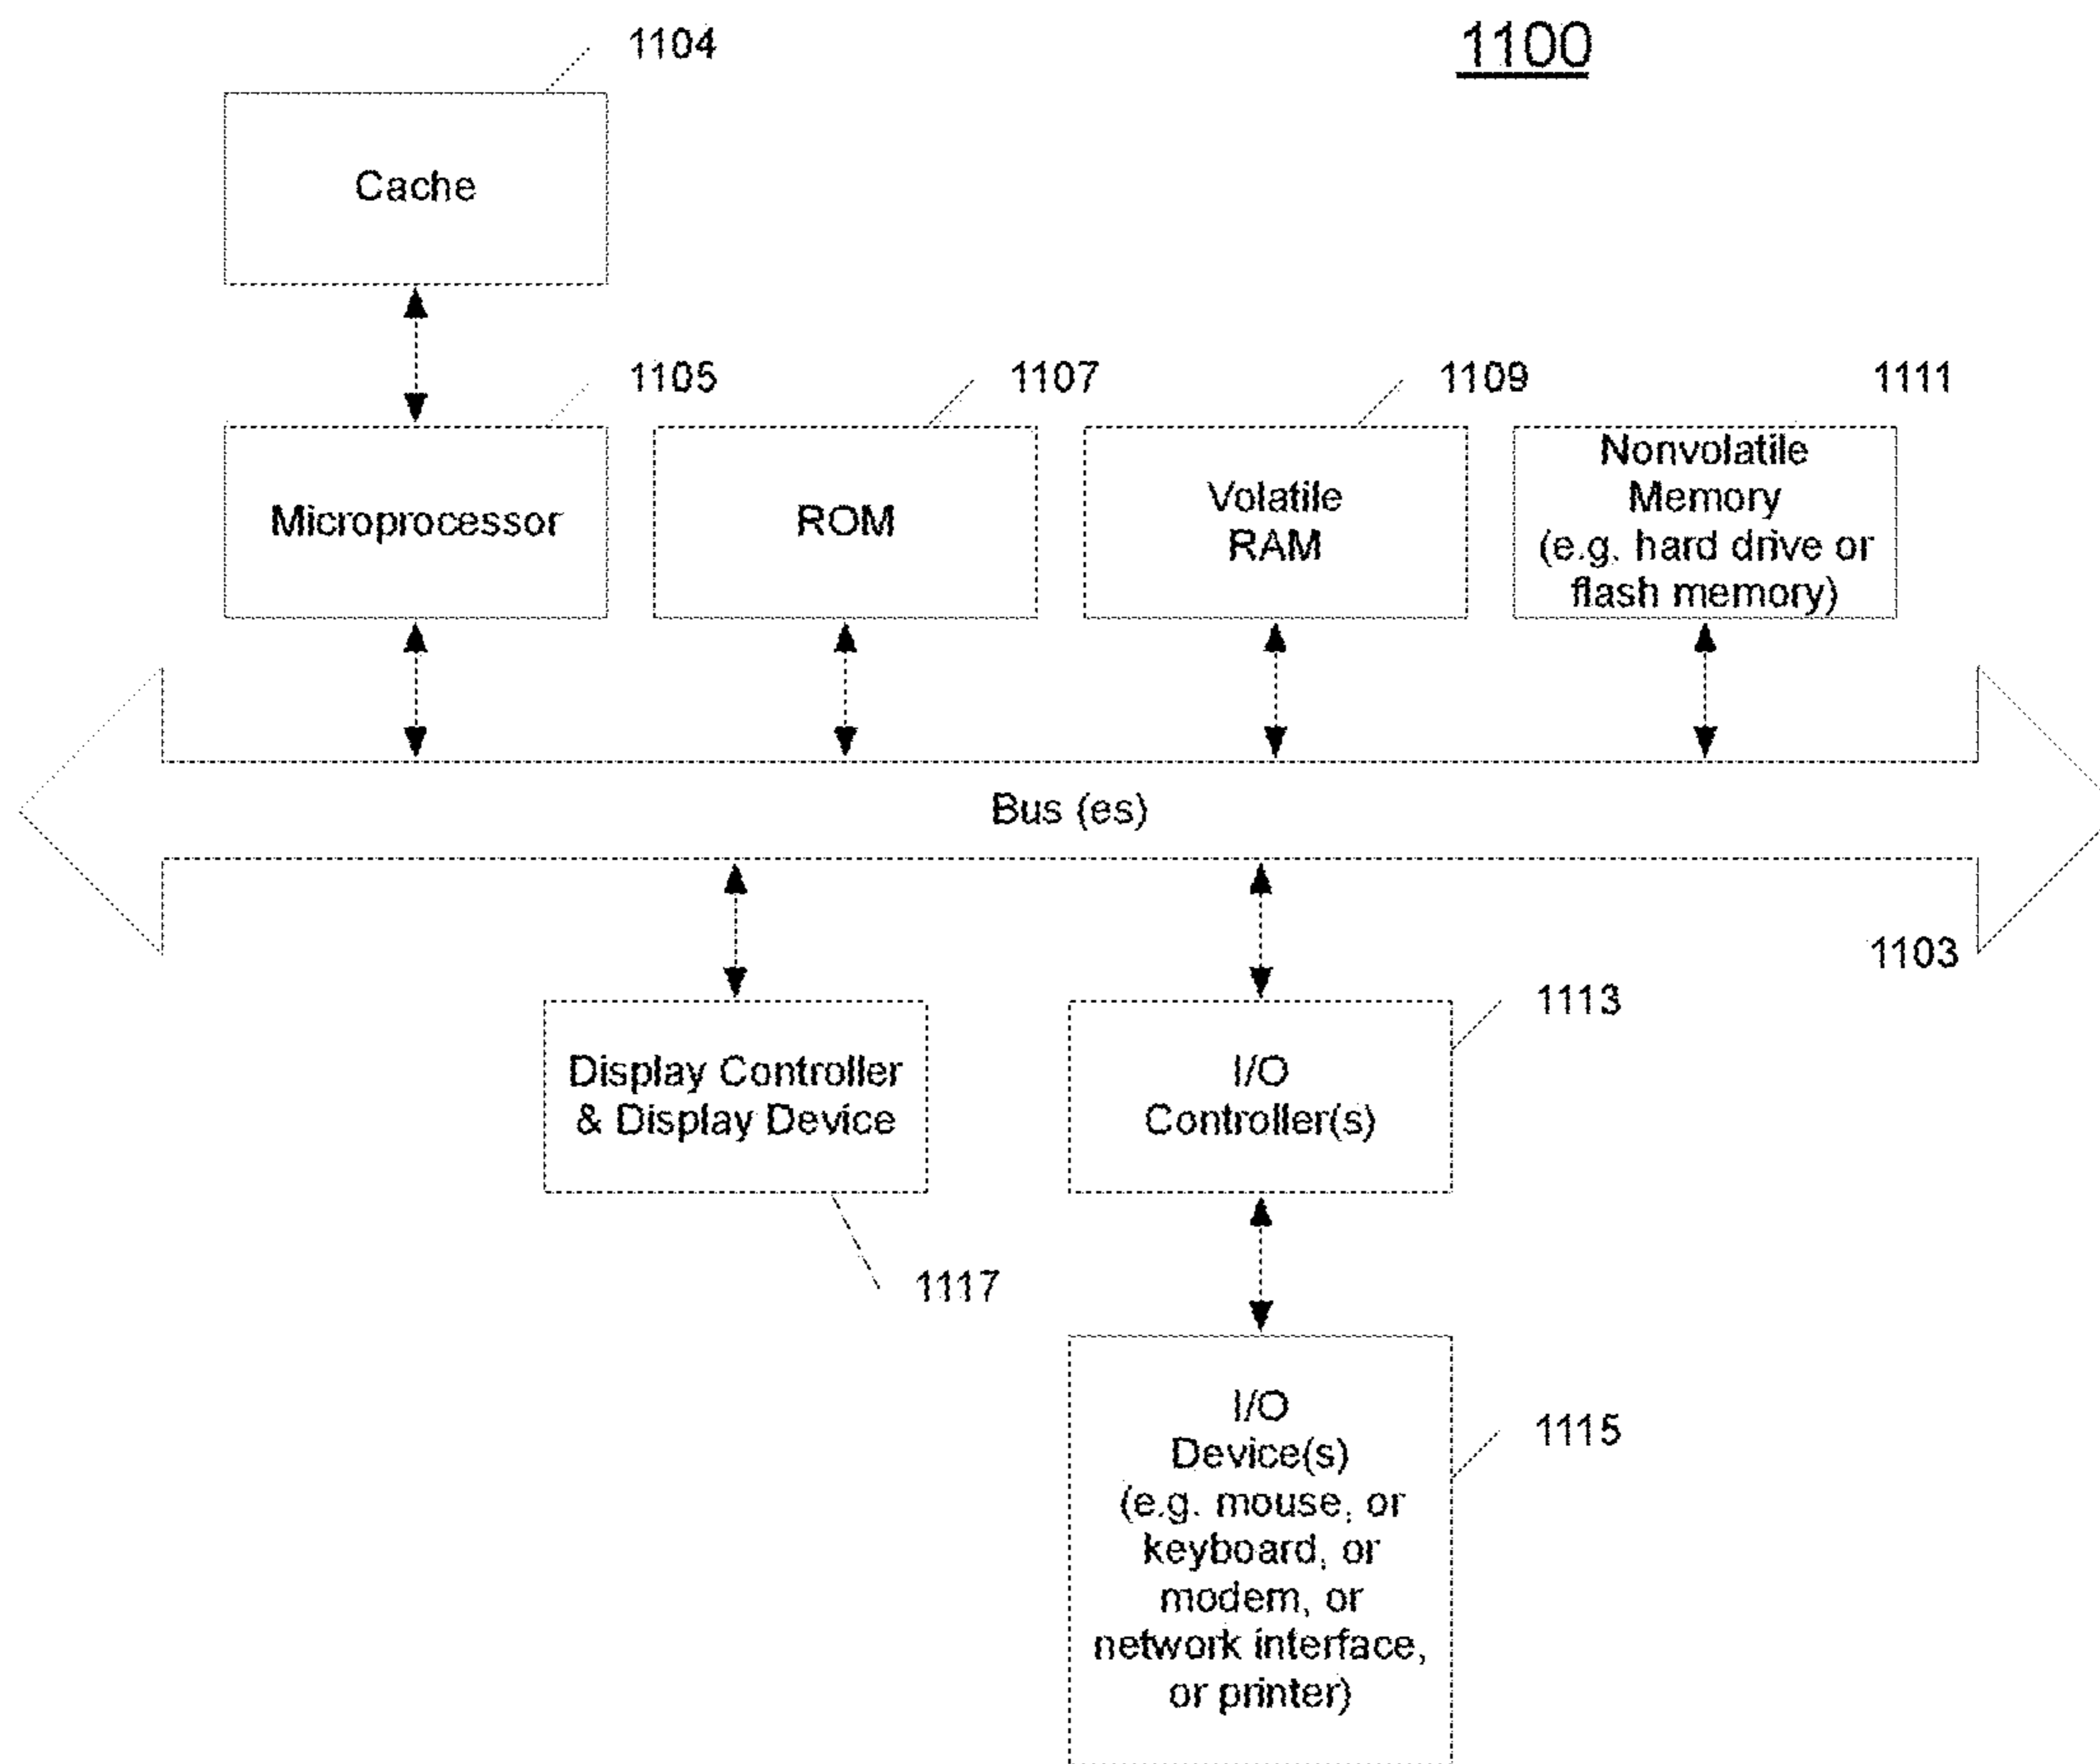 1104
1100
Cache
1105
1107
1109
1111
Microprocessor
ROM
Volatile
RAM
Nonvolatile
Memory
(e.g. hard drive or
flash memory)
Bus (es)
1103
Display Controller
& Display Device
1117
I/O
Controller(s)
1113
I/O
Device(s)
(e.g. mouse, or
keyboard, or
modem, or
network interface,
or printer)
1115